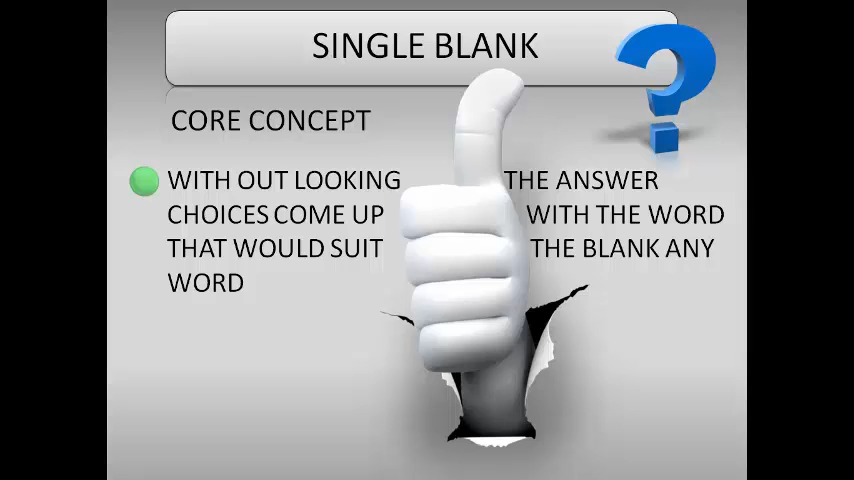 SINGLE BLANK
CORE CONCEPT
WITH OUT LOOKING THE ANSWER
CHOICES COME UP WITH THE WORD
THAT WOULD SUIT THE BLANK ANY
WORD